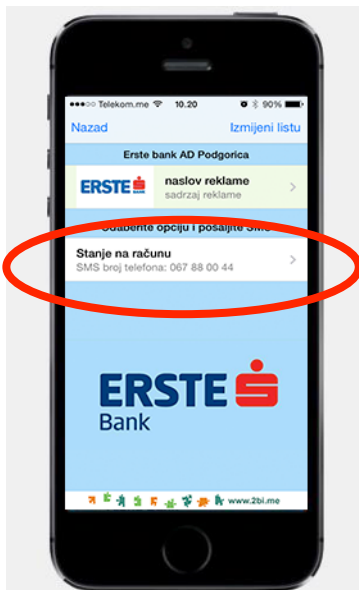 Telekom.me 10.20 90%
Nazad Izmijeni listu
Erste bank AD Podgorica
ERSTE
naslov reklame
sadrzaj reklame
Odaberite opciju i pošaljite SMS
Stanje na računu
SMS broj telefona: 067 88 00 44
ERSTE
Bank
www.2bi.me